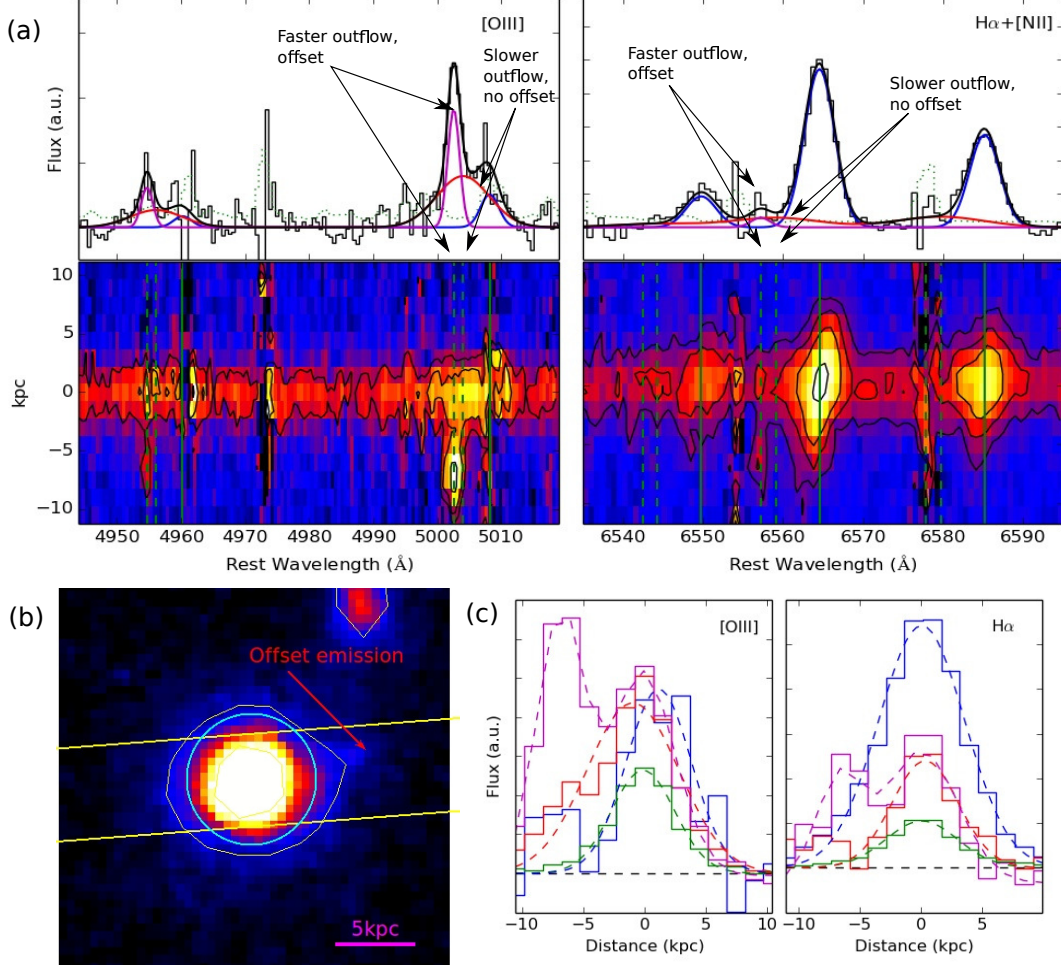 (a)
[OIII]
Hα+[NII]
Faster outflow,
offset
Slower
outflow,
no offset
Faster outflow,
offset
Slower outflow,
no offset
Flux (a.u.)
kpc
10
5
0
−5
−10
4950 4960 4970 4980 4990 5000 5010
6540 6550 6560 6570 6580 6590
Rest Wavelength (Å)
Rest Wavelength (Å)
(b)
Offset emission
5kpc
(c)
[OIII]
Hα
Flux (a.u.)
−10 −5 0 5 10
−10 −5 0 5
Distance (kpc)
Distance (kpc)